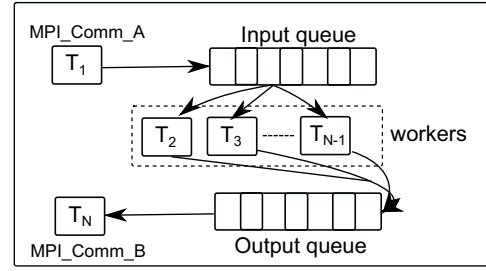 MPI_Comm_A
Input queue
T1
T2
T3
TN-1
workers
TN
MPI_Comm_B
Output queue